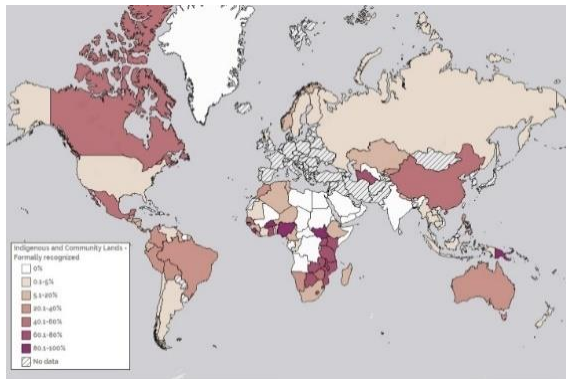 Indigenous and Community Lands -
Formally recognized
0%
0.1-5%
5.1-20%
20.1-40%
40.1-60%
60.1-80%
80.1-100%
No data